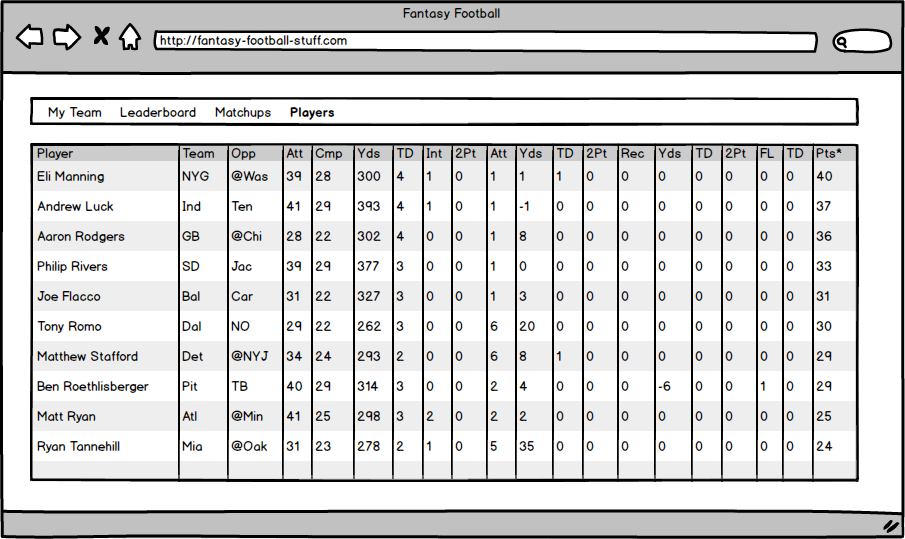 Fantasy Football
http://fantasy-football-stuff.com
My Team Leaderboard Matchups Players
Player Team Opp Att Cmp Yds TD Int 2Pt Att Yds TD 2Pt Rec Yds TD 2Pt FL TD Pts*
Eli Manning NYG @Was 39 28 300 4 1 0 1 1 1 0 0 0 0 0 0 0 40
Andrew Luck Ind Ten 41 29 393 4 1 0 1 -1 0 0 0 0 0 0 0 0 37
Aaron Rodgers GB @Chi 28 22 302 4 0 0 1 8 0 0 0 0 0 0 0 0 36
Philip Rivers SD Jac 39 29 377 3 0 0 1 0 0 0 0 0 0 0 0 0 33
Joe Flacco Bal Car 31 22 327 3 0 0 1 3 0 0 0 0 0 0 0 0 31
Tony Romo Dal NO 29 22 262 3 0 0 6 20 0 0 0 0 0 0 0 0 30
Matthew Stafford Det @NYJ 34 24 293 2 0 0 6 8 1 0 0 0 0 0 0 0 29
Ben Roethlisberger Pit TB 40 29 314 3 0 0 2 4 0 0 0 -6 0 0 1 0 29
Matt Ryan Atl @Min 41 25 298 3 2 0 2 2 0 0 0 0 0 0 0 0 25
Ryan Tannehill Mia @Oak 31 23 278 2 1 0 5 35 0 0 0 0 0 0 0 0 24